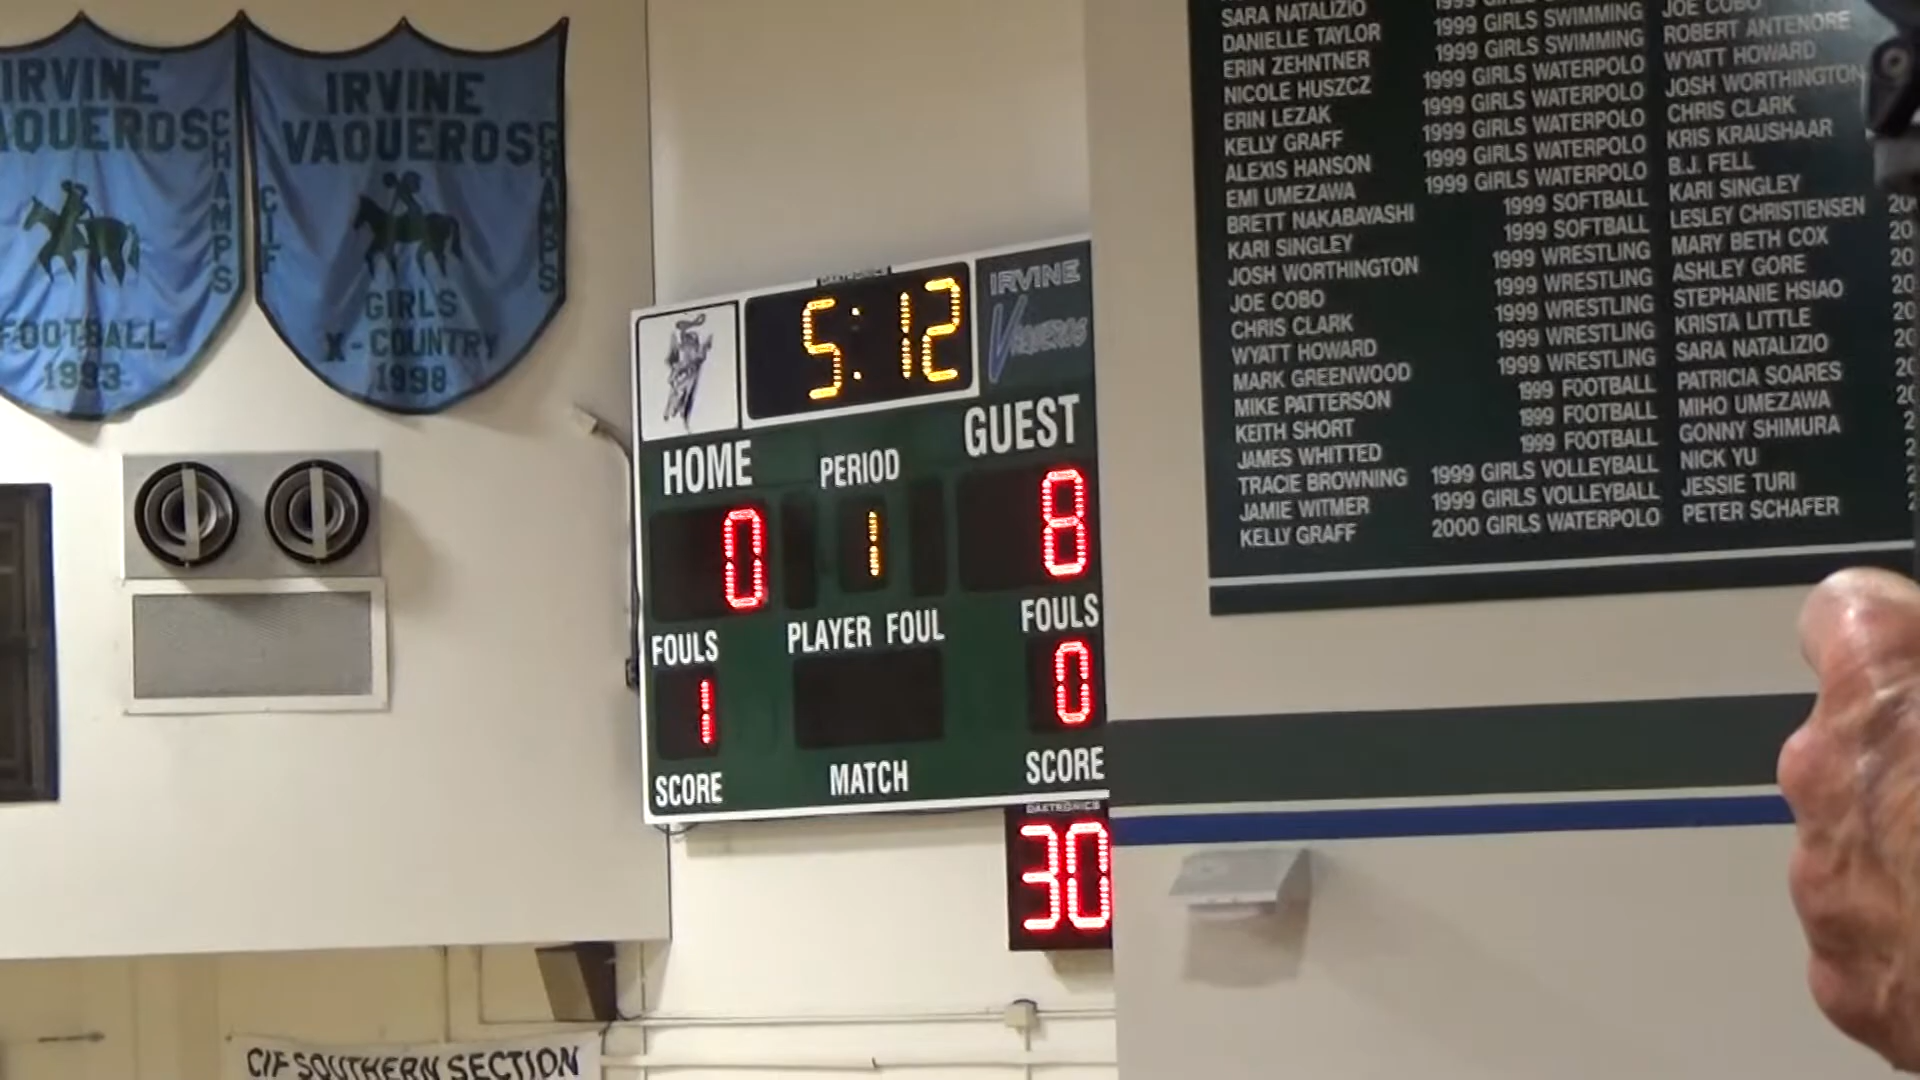 IRVINE
VAQUEROS
CHAMPS
FOOTBALL
1993
IRVINE
VAQUEROS
CIF
CHAMPS
GIRLS
X-COUNTRY
1998
DAKTRONICS
5:12
IRVINE
VAQUEROS
HOME
PERIOD
GUEST
0
1
8
FOULS
PLAYER FOUL
FOULS
1
0
SCORE
MATCH
SCORE
DAKTRONICS
30
CIF SOUTHERN SECTION
SARA NATALIZIO 1999 GIRLS SWIMMING JOE COBO
DANIELLE TAYLOR 1999 GIRLS SWIMMING ROBERT ANTENORE
ERIN ZEHNTNER 1999 GIRLS SWIMMING WYATT HOWARD
NICOLE HUSZCZ 1999 GIRLS WATERPOLO JOSH WORTHINGTON
ERIN LEZAK 1999 GIRLS WATERPOLO CHRIS CLARK
KELLY GRAFF 1999 GIRLS WATERPOLO KRIS KRAUSHAAR
ALEXIS HANSON 1999 GIRLS WATERPOLO B.J. FELL
EMI UMEZAWA 1999 GIRLS WATERPOLO KARI SINGLEY
BRETT NAKABAYASHI 1999 SOFTBALL LESLEY CHRISTIENSEN
KARI SINGLEY 1999 SOFTBALL MARY BETH COX
JOSH WORTHINGTON 1999 WRESTLING ASHLEY GORE
JOE COBO 1999 WRESTLING STEPHANIE HSIAO
CHRIS CLARK 1999 WRESTLING KRISTA LITTLE
WYATT HOWARD 1999 WRESTLING SARA NATALIZIO
MARK GREENWOOD 1999 WRESTLING PATRICIA SOARES
MIKE PATTERSON 1999 FOOTBALL MIHO UMEZAWA
KEITH SHORT 1999 FOOTBALL GONNY SHIMURA
JAMES WHITTED 1999 FOOTBALL NICK YU
TRACIE BROWNING 1999 GIRLS VOLLEYBALL JESSIE TURI
JAMIE WITMER 1999 GIRLS VOLLEYBALL PETER SCHAFER
KELLY GRAFF 2000 GIRLS WATERPOLO